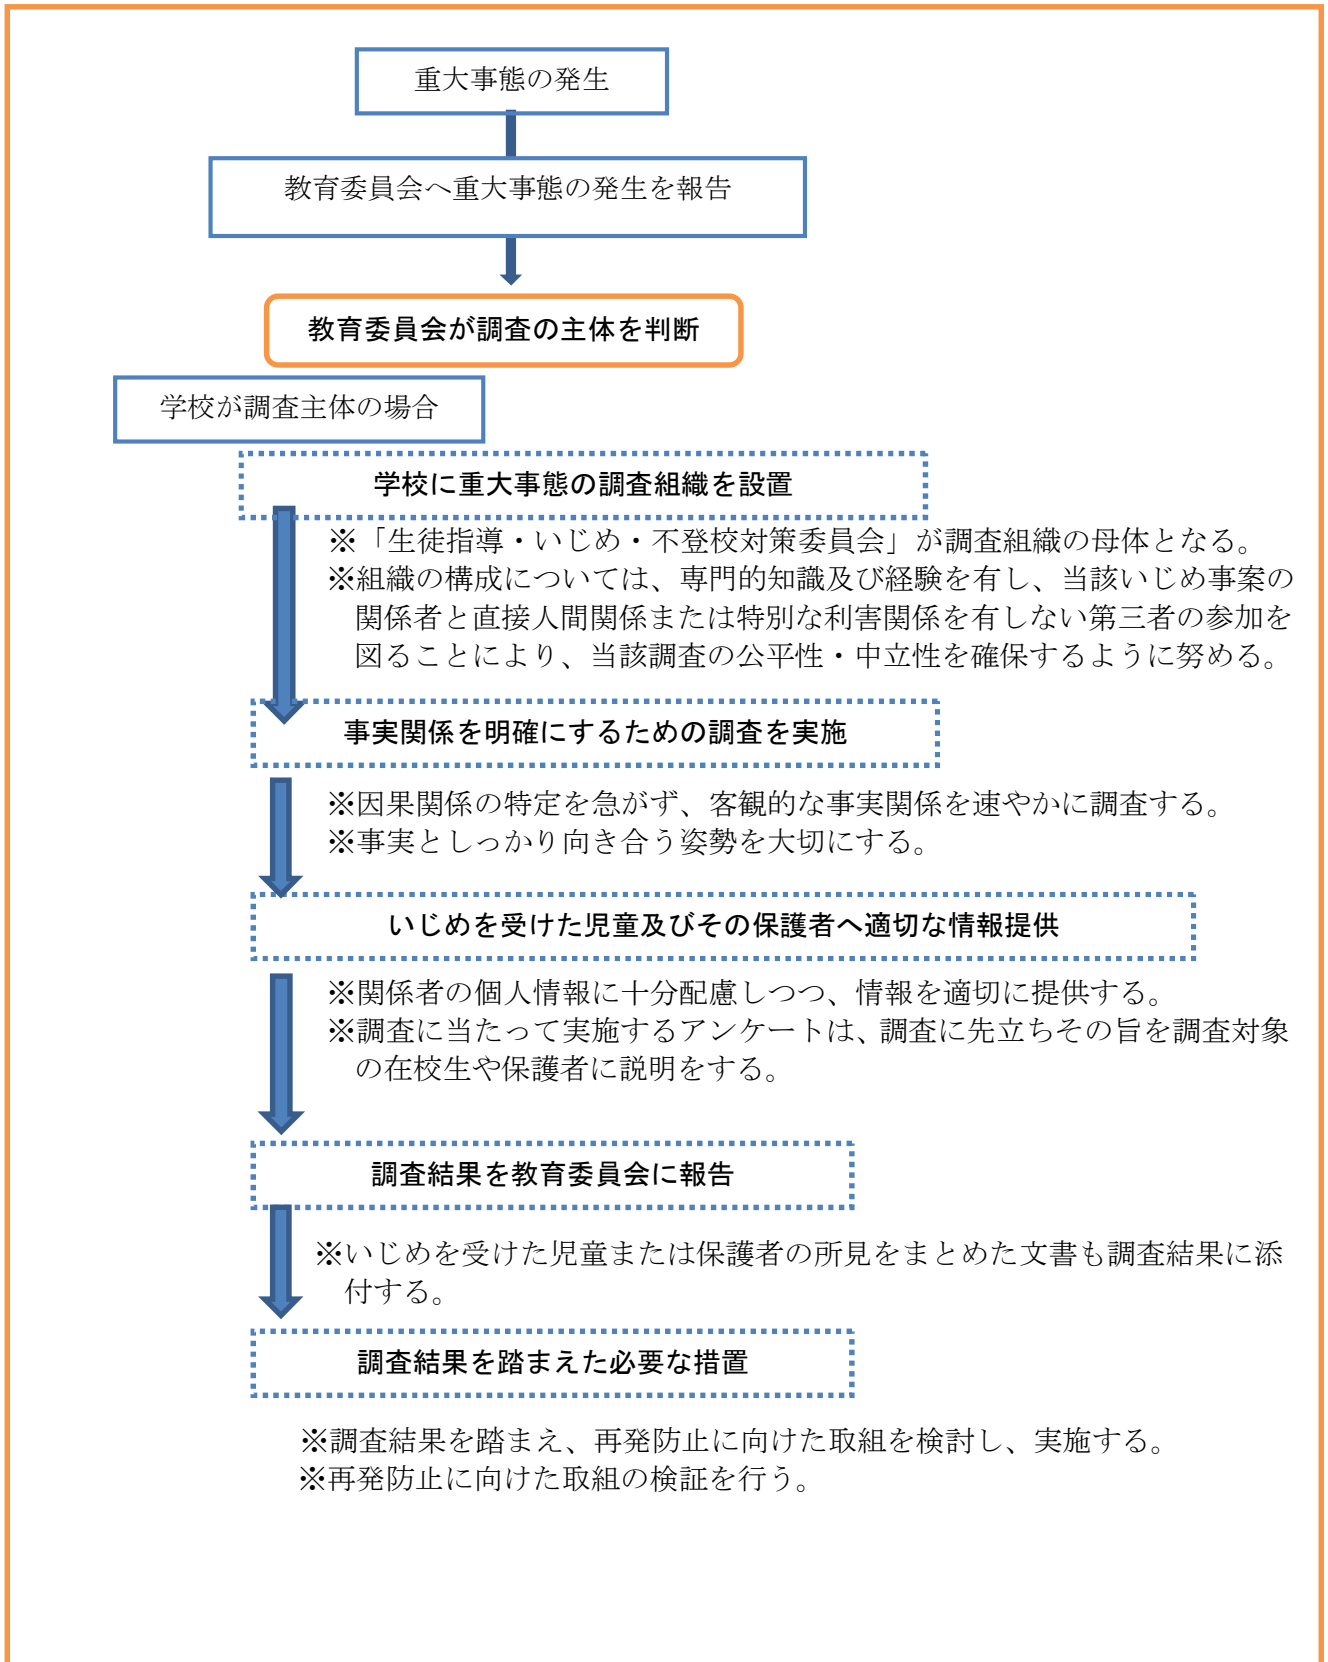 重大事態の発生
教育委員会へ重大事態の発生を報告
教育委員会が調査の主体を判断
学校が調査主体の場合
学校に重大事態の調査組織を設置
※「生徒指導・いじめ・不登校対策委員会」が調査組織の母体となる。
※組織の構成については、専門的知識及び経験を有し、当該いじめ事案の
関係者と直接人間関係または特別な利害関係を有しない第三者の参加を
図ることにより、当該調査の公平性・中立性を確保するように努める。
事実関係を明確にするための調査を実施
※因果関係の特定を急がず、客観的な事実関係を速やかに調査する。
※事実としっかり向き合う姿勢を大切にする。
いじめを受けた児童及びその保護者へ適切な情報提供
※関係者の個人情報に十分配慮しつつ、情報を適切に提供する。
※調査に当たって実施するアンケートは、調査に先立ちその旨を調査対象
の在校生や保護者に説明をする。
調査結果を教育委員会に報告
※いじめを受けた児童または保護者の所見をまとめた文書も調査結果に添
付する。
調査結果を踏まえた必要な措置
※調査結果を踏まえ、再発防止に向けた取組を検討し、実施する。
※再発防止に向けた取組の検証を行う。